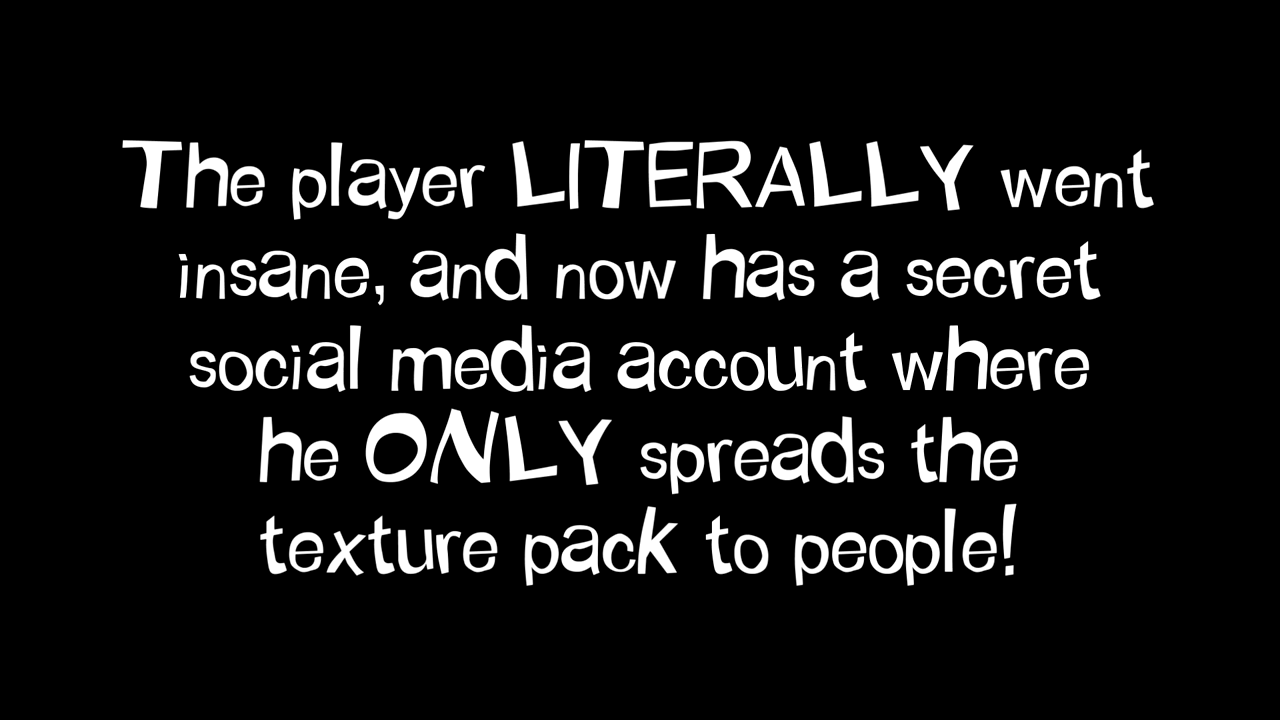 The player LITERALLY went
insane, and now has a secret
social media account where
he ONLY spreads the
texture pack to people!